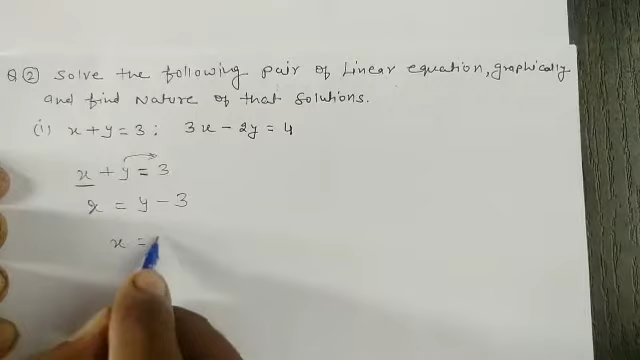 Q ② Solve the following pair of Linear equation, graphically
and find Nature of that Solutions.
(i) x + y = 3 ; 3x - 2y = 4
x + y = 3
x = y - 3
x =